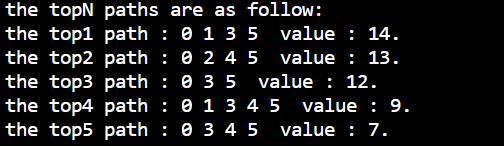 the topN paths are as follow:
the top1 path : 0 1 3 5  value : 14.
the top2 path : 0 2 4 5  value : 13.
the top3 path : 0 3 5  value : 12.
the top4 path : 0 1 3 4 5  value : 9.
the top5 path : 0 3 4 5  value : 7.